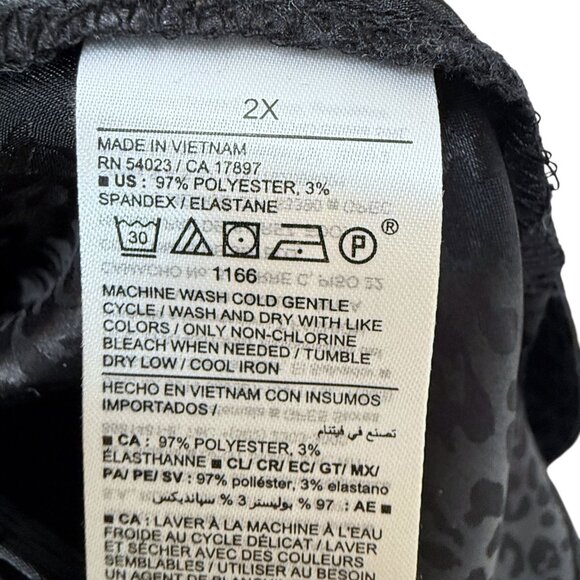 2X
MADE IN VIETNAM
RN 54023 / CA 17897
■ US : 97% POLYESTER, 3%
SPANDEX / ELASTANE
30 P ®
1166
MACHINE WASH COLD GENTLE
CYCLE / WASH AND DRY WITH LIKE
COLORS / ONLY NON-CHLORINE
BLEACH WHEN NEEDED / TUMBLE
DRY LOW / COOL IRON
HECHO EN VIETNAM CON INSUMOS
IMPORTADOS / تصنع في فيتنام
■ CA : 97% POLYESTER, 3%
ÉLASTHANNE ■ CL/ CR/ EC/ GT/ MX/
PA/ PE/ SV : 97% poliéster, 3% elastano
■ AE : 97 % بوليستر 3 % سبانديكس
■ CA : LAVER À LA MACHINE À L'EAU
FROIDE AU CYCLE DÉLICAT / LAVER
ET SÉCHER AVEC DES COULEURS
SEMBLABLES / UTILISER AU BESOIN
UN AGENT DE